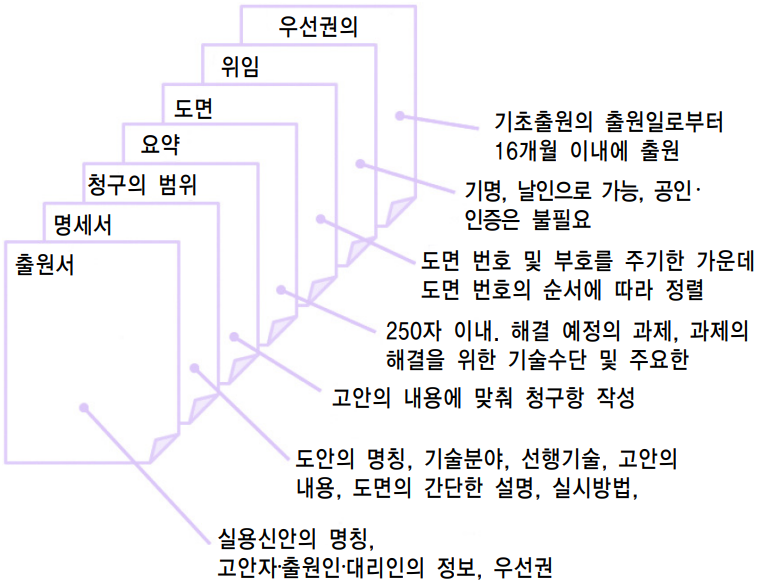 우선권의
위임
도면
요약
청구의 범위
명세서
출원서
기초출원의 출원일로부터
16개월 이내에 출원
기명, 날인으로 가능, 공인·
인증은 불필요
도면 번호 및 부호를 주기한 가운데
도면 번호의 순서에 따라 정렬
250자 이내. 해결 예정의 과제, 과제의
해결을 위한 기술수단 및 주요한
고안의 내용에 맞춰 청구항 작성
도안의 명칭, 기술분야, 선행기술, 고안의
내용, 도면의 간단한 설명, 실시방법,
실용신안의 명칭,
고안자·출원인·대리인의 정보, 우선권